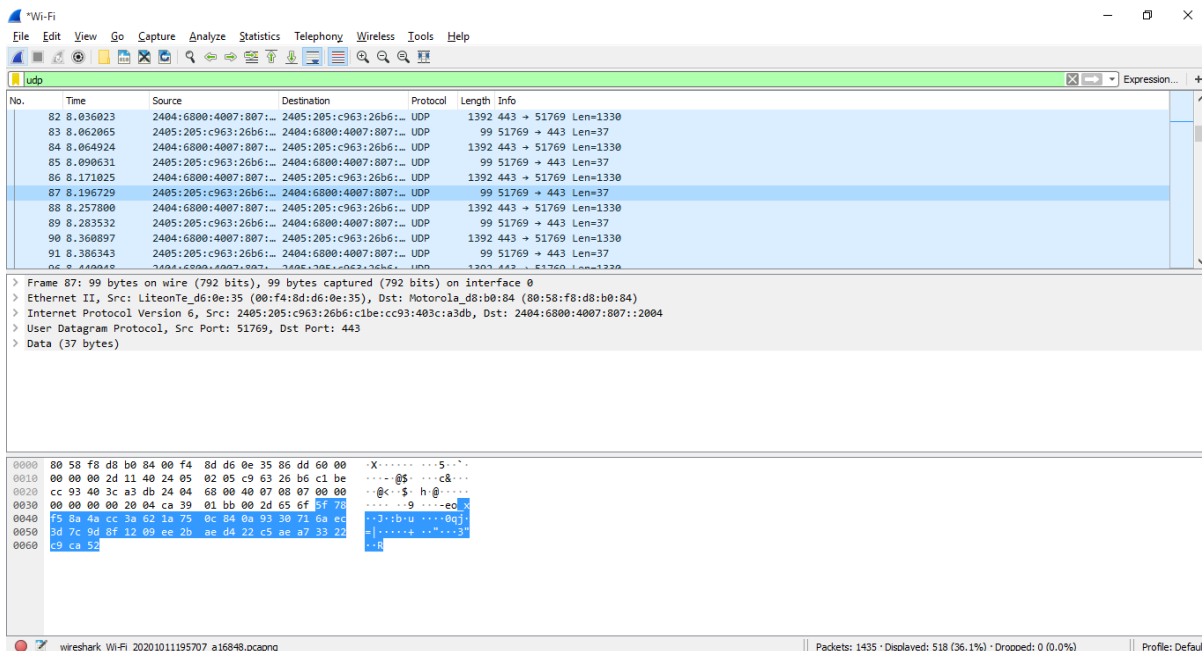 *Wi-Fi
File Edit View Go Capture Analyze Statistics Telephony Wireless Tools Help
udp Expression... +
No. Time Source Destination Protocol Length Info
82 8.036023 2404:6800:4007:807:… 2405:205:c963:26b6:… UDP 1392 443 → 51769 Len=1330
83 8.062065 2405:205:c963:26b6:… 2404:6800:4007:807:… UDP 99 51769 → 443 Len=37
84 8.064924 2404:6800:4007:807:… 2405:205:c963:26b6:… UDP 1392 443 → 51769 Len=1330
85 8.090631 2405:205:c963:26b6:… 2404:6800:4007:807:… UDP 99 51769 → 443 Len=37
86 8.171025 2404:6800:4007:807:… 2405:205:c963:26b6:… UDP 1392 443 → 51769 Len=1330
87 8.196729 2405:205:c963:26b6:… 2404:6800:4007:807:… UDP 99 51769 → 443 Len=37
88 8.257800 2404:6800:4007:807:… 2405:205:c963:26b6:… UDP 1392 443 → 51769 Len=1330
89 8.283532 2405:205:c963:26b6:… 2404:6800:4007:807:… UDP 99 51769 → 443 Len=37
90 8.360897 2404:6800:4007:807:… 2405:205:c963:26b6:… UDP 1392 443 → 51769 Len=1330
91 8.386343 2405:205:c963:26b6:… 2404:6800:4007:807:… UDP 99 51769 → 443 Len=37
> Frame 87: 99 bytes on wire (792 bits), 99 bytes captured (792 bits) on interface 0
> Ethernet II, Src: LiteonTe_d6:0e:35 (00:f4:8d:d6:0e:35), Dst: Motorola_d8:b0:84 (80:58:f8:d8:b0:84)
> Internet Protocol Version 6, Src: 2405:205:c963:26b6:c1be:cc93:403c:a3db, Dst: 2404:6800:4007:807::2004
> User Datagram Protocol, Src Port: 51769, Dst Port: 443
> Data (37 bytes)
0000 80 58 f8 d8 b0 84 00 f4 8d d6 0e 35 86 dd 60 00 ·X······ ···5··`·
0010 00 00 00 2d 11 40 24 05 02 05 c9 63 26 b6 c1 be ···-·@$· ···c&···
0020 cc 93 40 3c a3 db 24 04 68 00 40 07 08 07 00 00 ··@<··$· h·@·····
0030 00 00 00 00 20 04 ca 39 01 bb 00 2d 65 6f 5f 78 ···· ··9 ···-eo_x
0040 f5 8a 4a cc 3a 62 1a 75 0c 84 0a 93 30 71 6a ec ··J·:b·u ····0qj·
0050 3d 7c 9d 8f 12 09 ee 2b ae d4 22 c5 ae a7 33 22 =|·····+ ··"···3"
0060 c9 ca 52 ··R
wireshark_Wi-Fi_20201011195707_a16848.pcapng Packets: 1435 · Displayed: 518 (36.1%) · Dropped: 0 (0.0%) Profile: Defaul